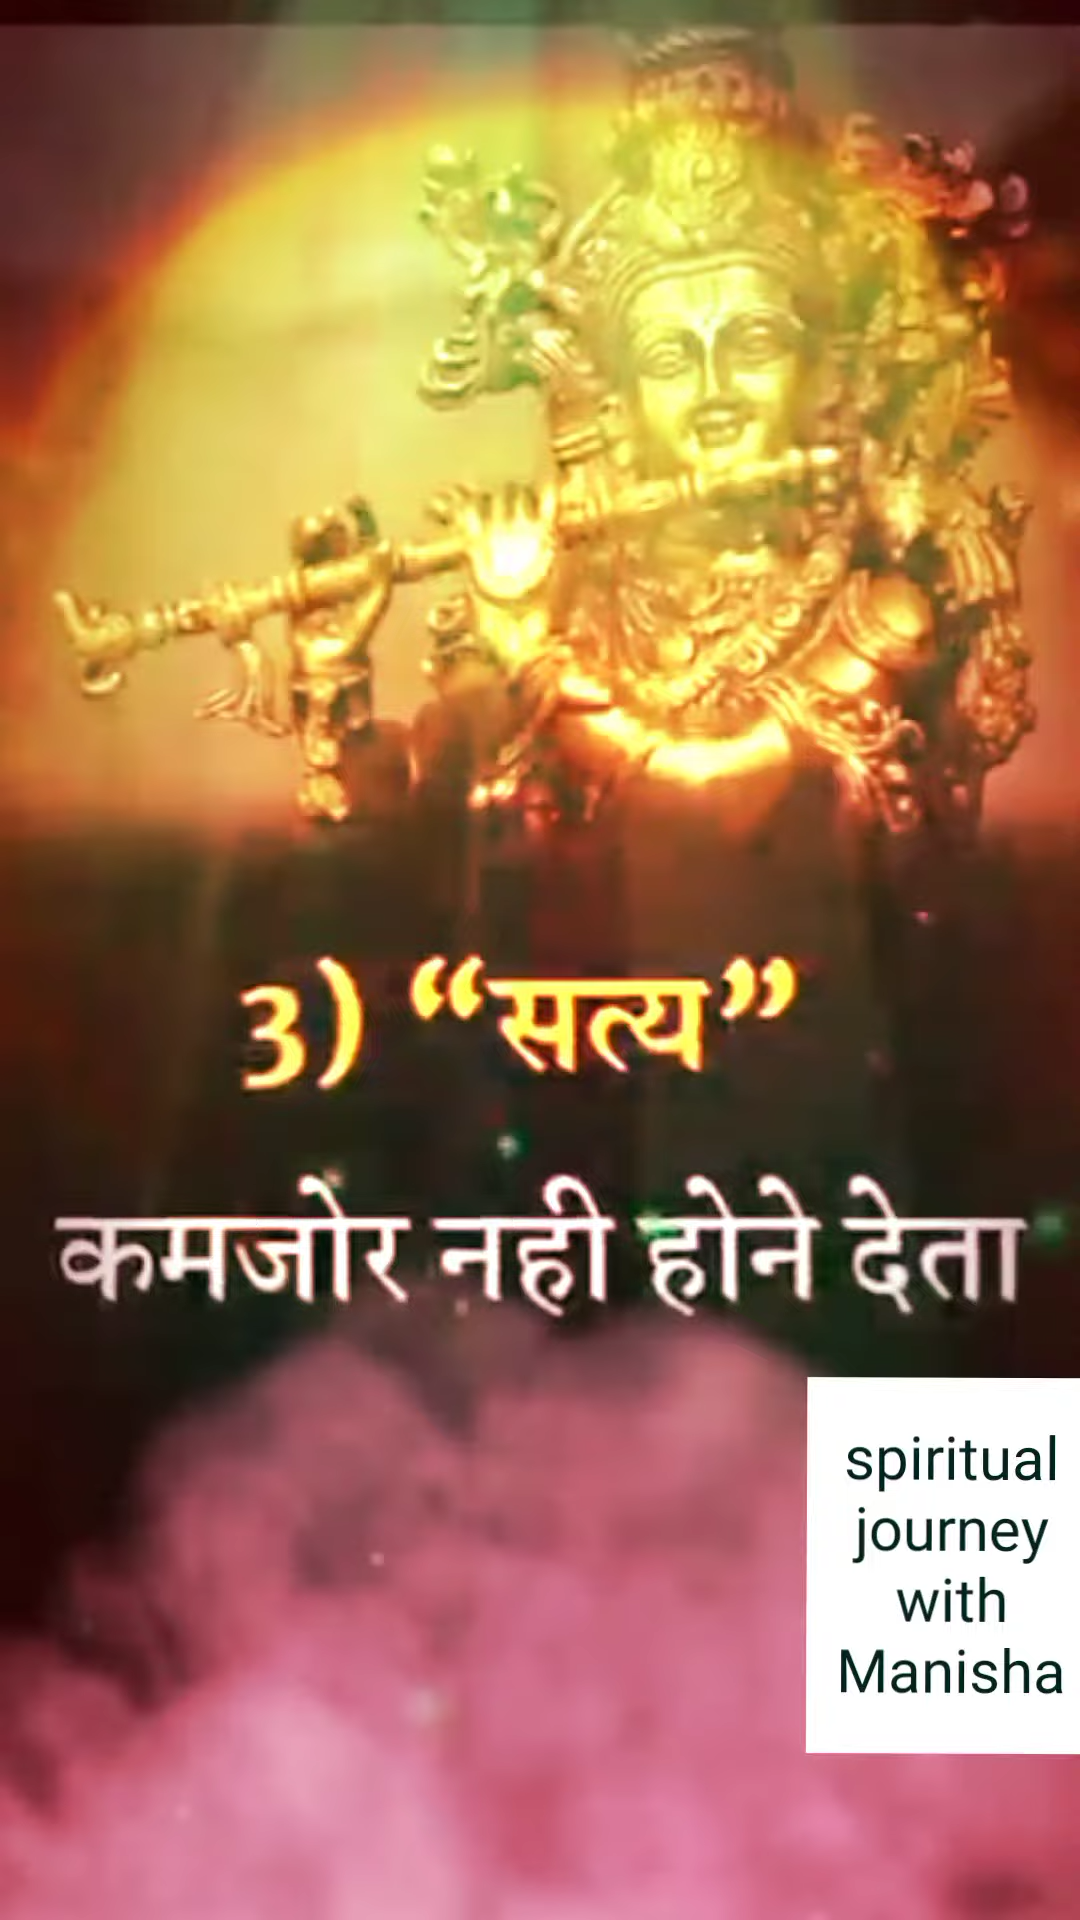 3) “सत्य”
कमजोर नही होने देता
spiritual
journey
with
Manisha